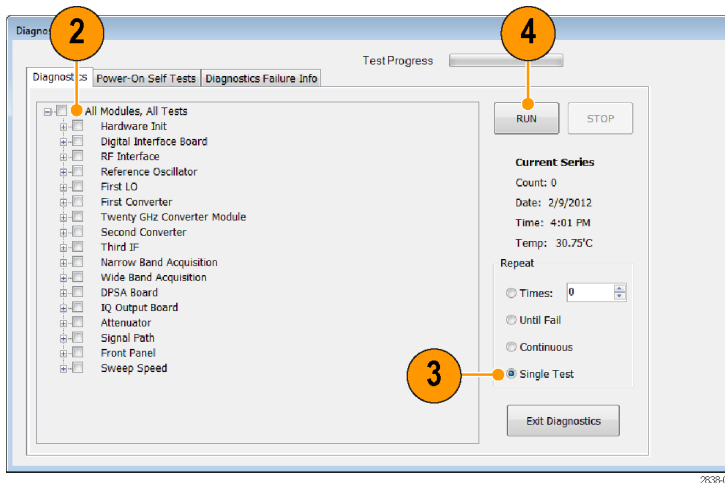 Diagnos
2
4
Test Progress
Diagnostics Power-On Self Tests Diagnostics Failure Info
All Modules, All Tests
Hardware Init
Digital Interface Board
RF Interface
Reference Oscillator
First LO
First Converter
Twenty GHz Converter Module
Second Converter
Third IF
Narrow Band Acquisition
Wide Band Acquisition
DPSA Board
IQ Output Board
Attenuator
Signal Path
Front Panel
Sweep Speed
RUN STOP
Current Series
Count: 0
Date: 2/9/2012
Time: 4:01 PM
Temp: 30.75'C
Repeat
Times: 0
Until Fail
Continuous
3 Single Test
Exit Diagnostics
2838-